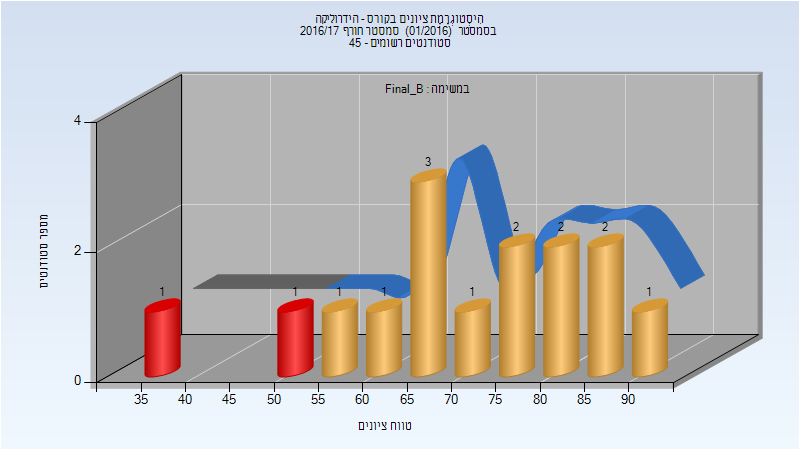 היסטוגרמת ציונים בקורס - הידרוליקה
בסמסטר (01/2016) סמסטר חורף 2016/17
סטודנטים רשומים - 45
במשימה : Final_B
מספר סטודנטים
4
2
0
1
1
1
1
3
1
2
2
2
1
35 40 45 50 55 60 65 70 75 80 85 90
טווח ציונים